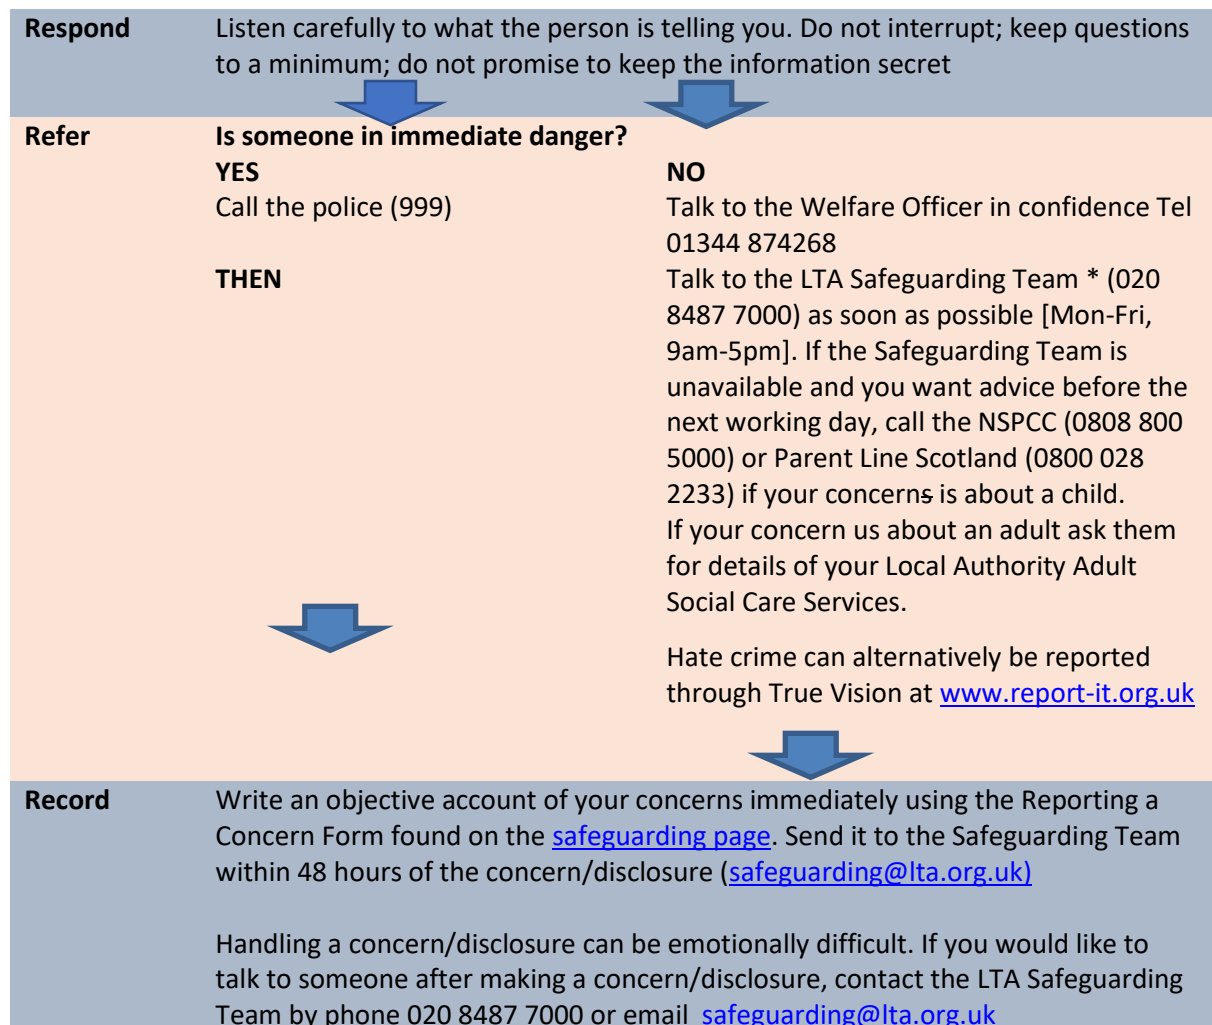 Respond
Listen carefully to what the person is telling you. Do not interrupt; keep questions
to a minimum; do not promise to keep the information secret
Refer
Is someone in immediate danger?
YES
Call the police (999)
THEN
NO
Talk to the Welfare Officer in confidence Tel
01344 874268
Talk to the LTA Safeguarding Team * (020
8487 7000) as soon as possible [Mon-Fri,
9am-5pm]. If the Safeguarding Team is
unavailable and you want advice before the
next working day, call the NSPCC (0808 800
5000) or Parent Line Scotland (0800 028
2233) if your concerns is about a child.
If your concern us about an adult ask them
for details of your Local Authority Adult
Social Care Services.
Hate crime can alternatively be reported
through True Vision at www.report-it.org.uk
Record
Write an objective account of your concerns immediately using the Reporting a
Concern Form found on the safeguarding page. Send it to the Safeguarding Team
within 48 hours of the concern/disclosure (safeguarding@lta.org.uk)
Handling a concern/disclosure can be emotionally difficult. If you would like to
talk to someone after making a concern/disclosure, contact the LTA Safeguarding
Team by phone 020 8487 7000 or email safeguarding@lta.org.uk